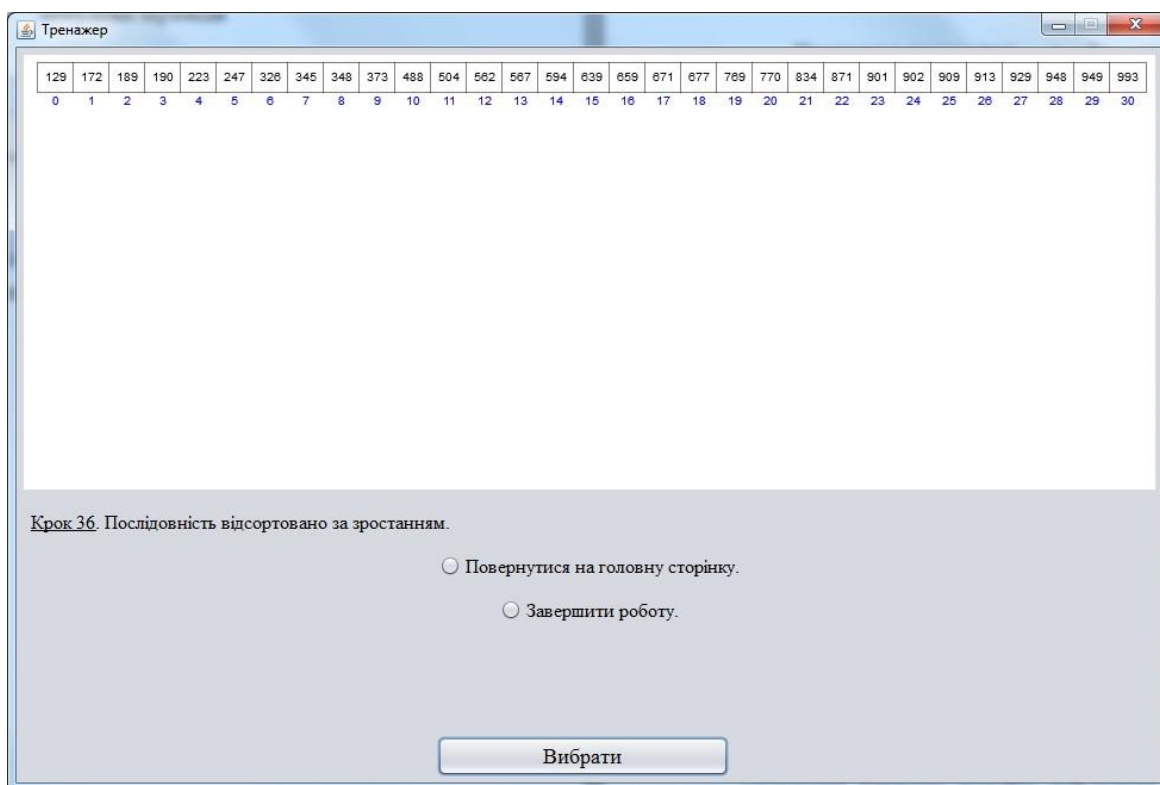 Тренажер
129 172 189 190 223 247 326 345 348 373 488 504 562 567 594 639 659 671 677 769 770 834 871 901 902 909 913 929 948 949 993
0 1 2 3 4 5 6 7 8 9 10 11 12 13 14 15 16 17 18 19 20 21 22 23 24 25 26 27 28 29 30
Крок 36. Послідовність відсортовано за зростанням.
Повернутися на головну сторінку.
Завершити роботу.
Вибрати